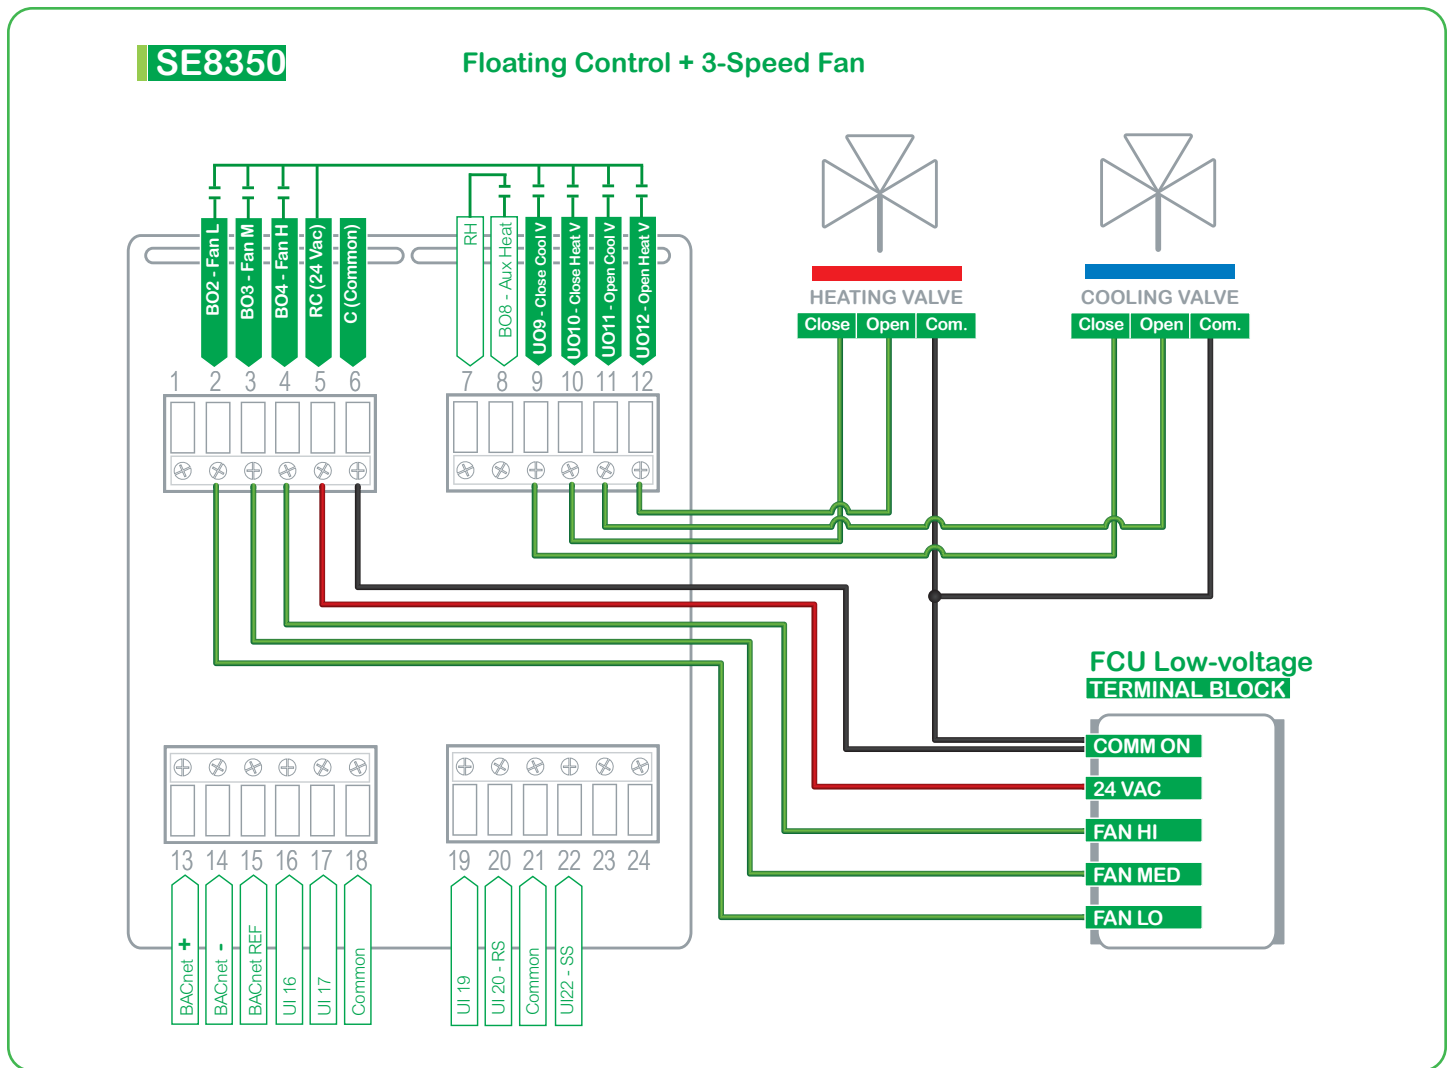 SE8350
Floating Control + 3-Speed Fan
BO2 - Fan L
BO3 - Fan M
BO4 - Fan H
RC (24 Vac)
C (Common)
RH
BO8 - Aux Heat
UO9 - Close Cool V
UO10 - Close Heat V
UO11 - Open Cool V
UO12 - Open Heat V
HEATING VALVE
Close Open Com.
COOLING VALVE
Close Open Com.
1 2 3 4 5 6
7 8 9 10 11 12
FCU Low-voltage
TERMINAL BLOCK
COMM ON
24 VAC
FAN HI
FAN MED
FAN LO
13 14 15 16 17 18
19 20 21 22 23 24
BACnet +
BACnet -
BACnet REF
UI 16
UI 17
Common
UI 19
UI 20 - RS
Common
UI22 - SS